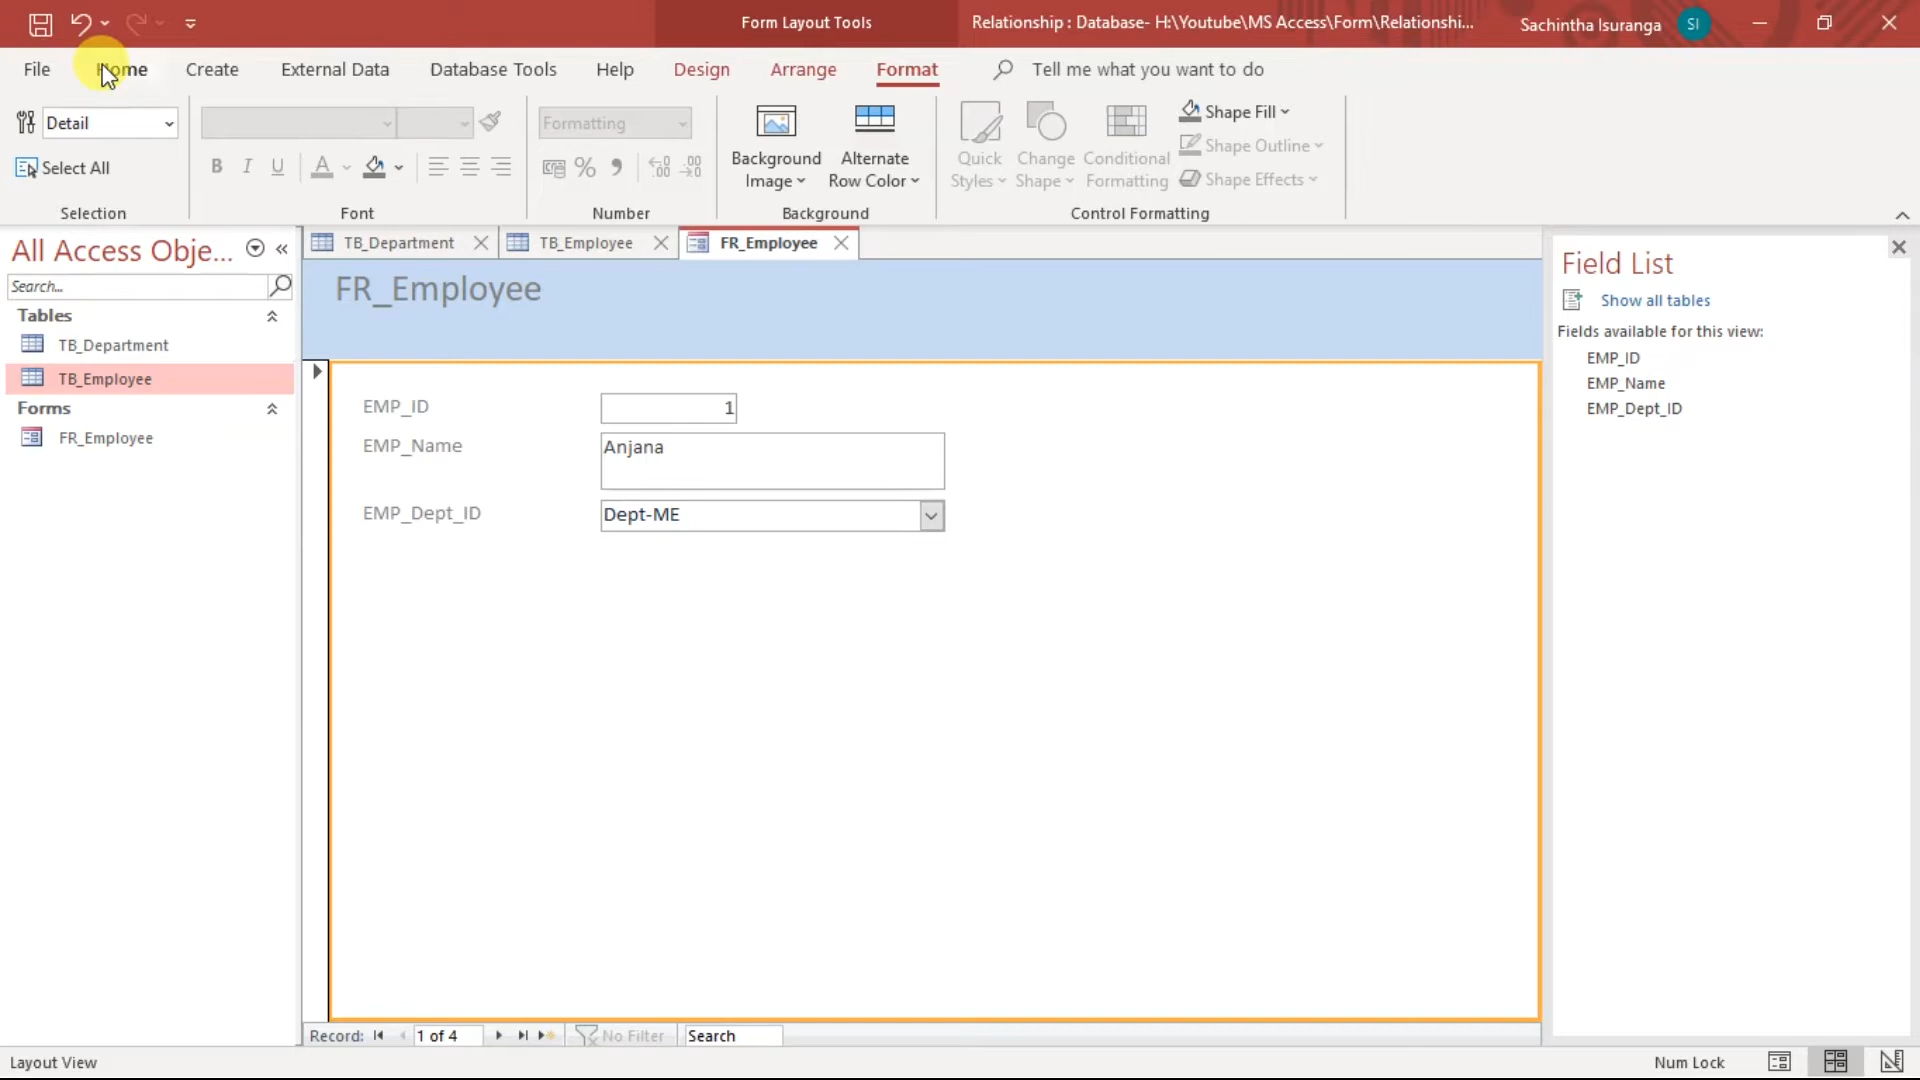 Form Layout Tools
Relationship : Database- H:\Youtube\MS Access\Form\Relationshi...
Sachintha Isuranga
SI
File
Home
Create
External Data
Database Tools
Help
Design
Arrange
Format
Tell me what you want to do
Detail
Select All
Selection
B I U A
Font
Formatting
%
Number
Background Image
Alternate Row Color
Background
Quick Styles
Change Shape
Conditional Formatting
Shape Fill
Shape Outline
Shape Effects
Control Formatting
All Access Obje...
Search...
Tables
TB_Department
TB_Employee
Forms
FR_Employee
TB_Department
TB_Employee
FR_Employee
FR_Employee
EMP_ID
1
EMP_Name
Anjana
EMP_Dept_ID
Dept-ME
Field List
Show all tables
Fields available for this view:
EMP_ID
EMP_Name
EMP_Dept_ID
Record:
1 of 4
No Filter
Search
Layout View
Num Lock